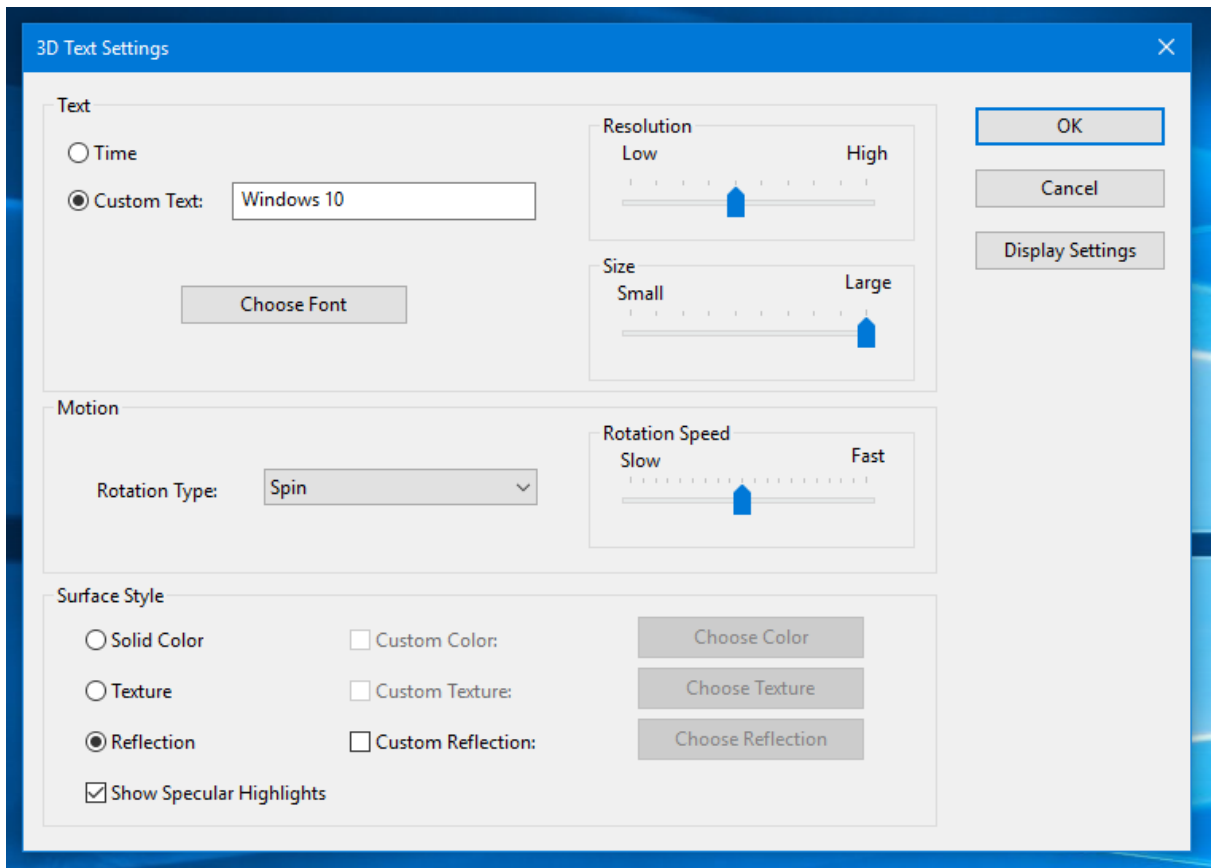 3D Text Settings
Text
Time
Custom Text: Windows 10
Choose Font
Resolution
Low High
Size
Small Large
OK
Cancel
Display Settings
Motion
Rotation Type: Spin
Rotation Speed
Slow Fast
Surface Style
Solid Color Custom Color: Choose Color
Texture Custom Texture: Choose Texture
Reflection Custom Reflection: Choose Reflection
Show Specular Highlights